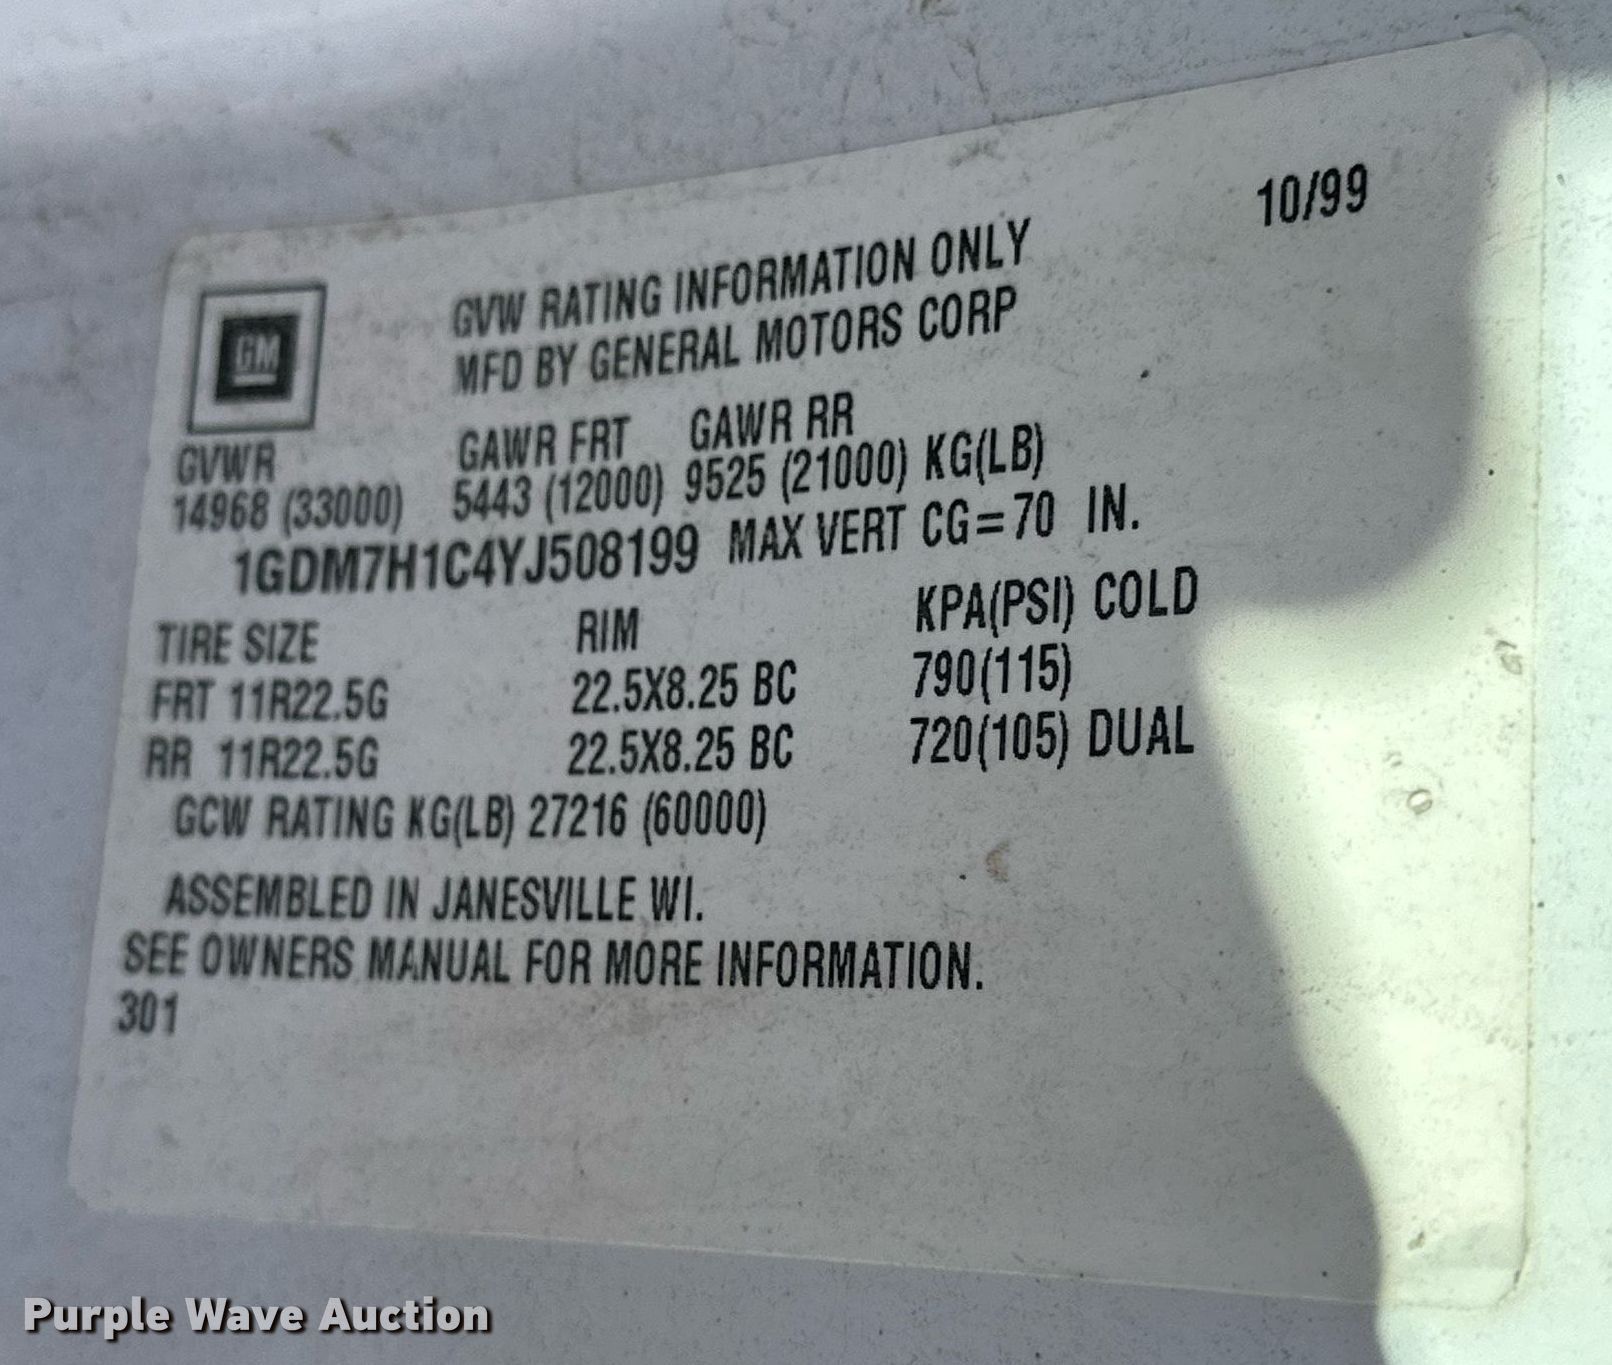 10/99
GM
GVW RATING INFORMATION ONLY
MFD BY GENERAL MOTORS CORP
GVWR GAWR FRT GAWR RR
14968 (33000) 5443 (12000) 9525 (21000) KG(LB)
1GDM7H1C4YJ508199 MAX VERT CG=70 IN.
TIRE SIZE RIM KPA(PSI) COLD
FRT 11R22.5G 22.5X8.25 BC 790(115)
RR 11R22.5G 22.5X8.25 BC 720(105) DUAL
GCW RATING KG(LB) 27216 (60000)
ASSEMBLED IN JANESVILLE WI.
SEE OWNERS MANUAL FOR MORE INFORMATION.
301
Purple Wave Auction